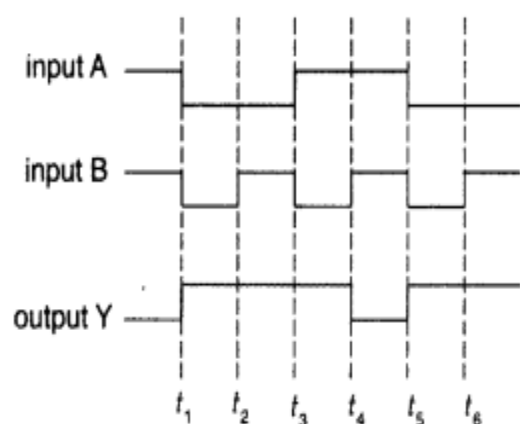 input A
input B
output Y
t₁ t₂ t₃ t₄ t₅ t₆